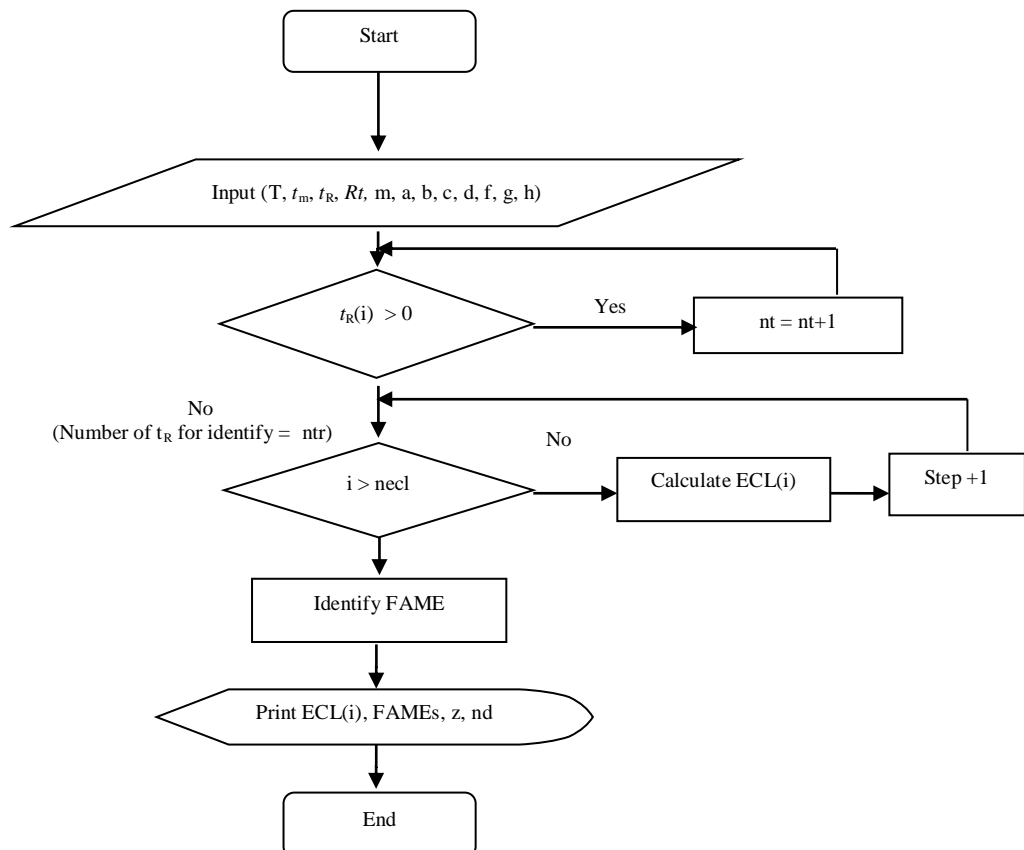 Start
Input (T, tm, tR, Rt, m, a, b, c, d, f, g, h)
tR(i) > 0
Yes
nt = nt+1
No
(Number of tR for identify = ntr)
No
i > necl
Calculate ECL(i)
Step +1
Identify FAME
Print ECL(i), FAMEs, z, nd
End